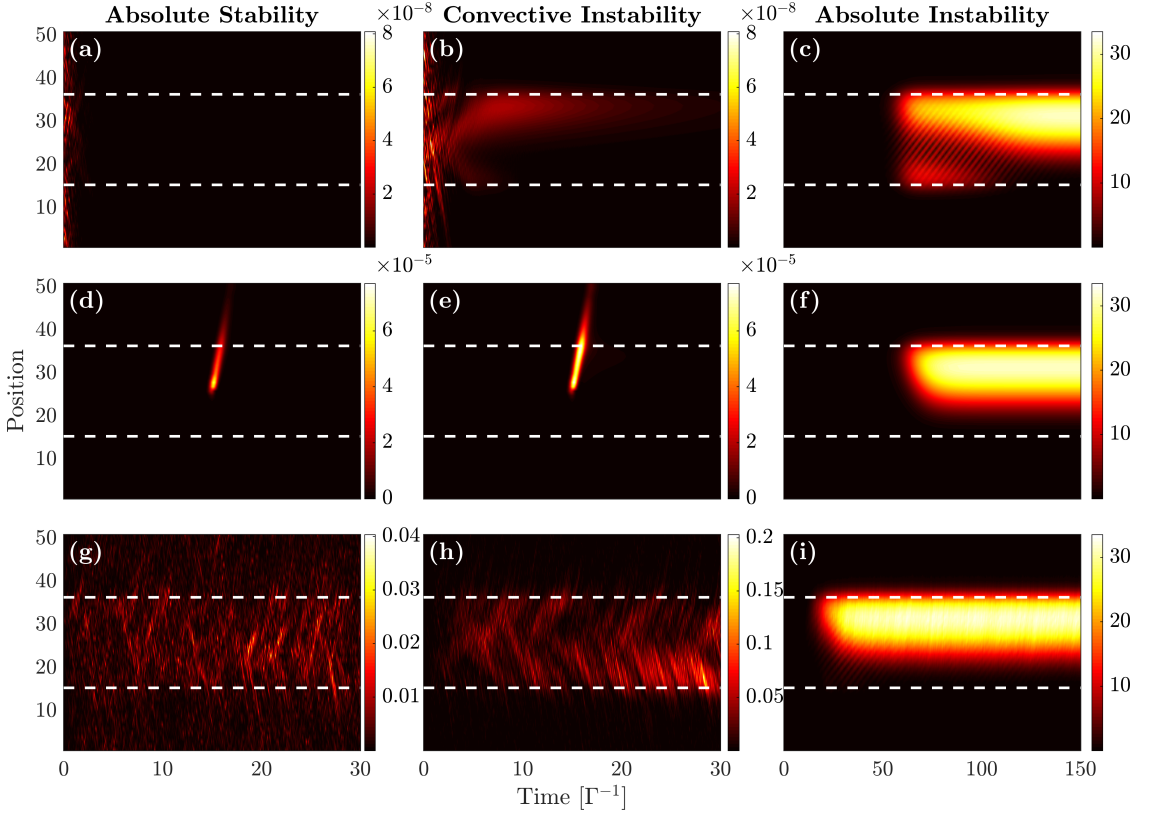 Absolute Stability ×10⁻⁸ Convective Instability ×10⁻⁸ Absolute Instability
(a) (b) (c)
50 40 30 20 10
8 6 4 2
8 6 4 2
30 20 10
×10⁻⁵ ×10⁻⁵
(d) (e) (f)
50 40 30 20 10
6 4 2 0
6 4 2 0
30 20 10
Position
(g) (h) (i)
50 40 30 20 10
0.04 0.03 0.02 0.01
0.2 0.15 0.1 0.05
30 20 10
0 10 20 30 0 10 20 30 0 50 100 150
Time [Γ⁻¹]